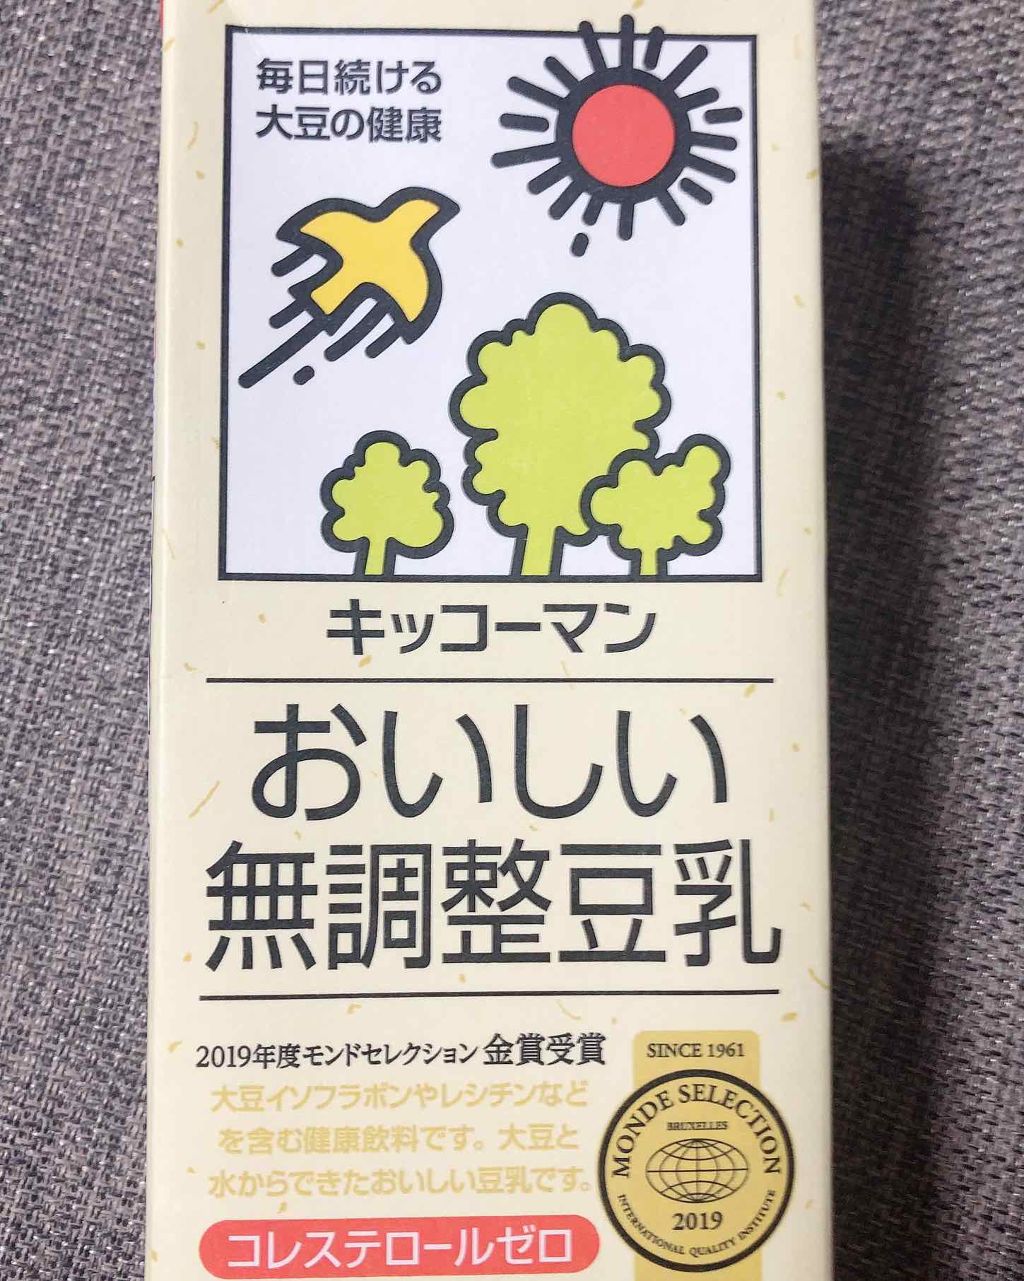 毎日続ける
大豆の健康
キッコーマン
おいしい
無調整豆乳
2019年度モンドセレクション 金賞受賞
大豆イソフラボンやレシチンなど
を含む健康飲料です。大豆と
水からできたおいしい豆乳です。
コレステロールゼロ
SINCE 1961
MONDE SELECTION
BRUXELLES
2019
INTERNATIONAL QUALITY INSTITUTE